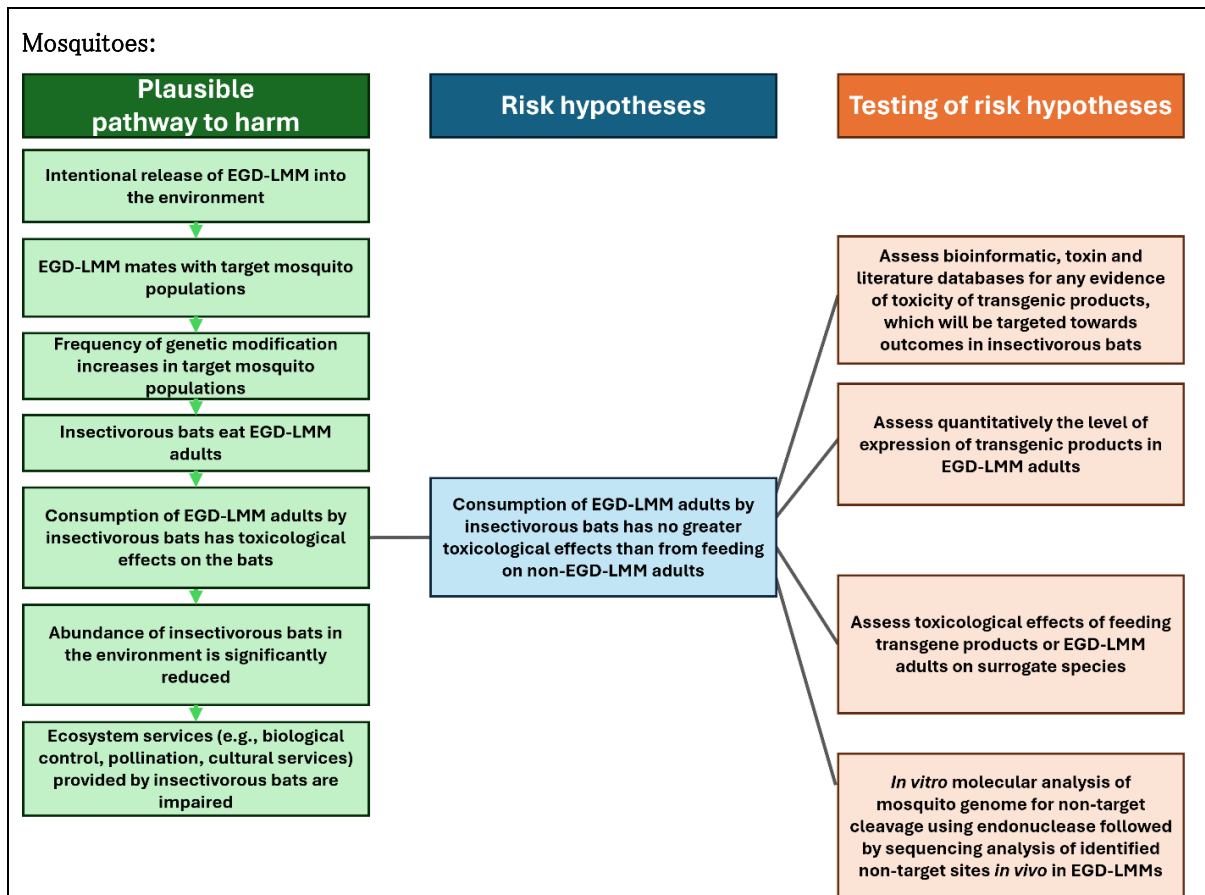 Mosquitoes:
Plausible
pathway to harm
Risk hypotheses
Testing of risk hypotheses
Intentional release of EGD-LMM into
the environment
EGD-LMM mates with target mosquito
populations
Frequency of genetic modification
increases in target mosquito
populations
Insectivorous bats eat EGD-LMM
adults
Consumption of EGD-LMM adults by
insectivorous bats has toxicological
effects on the bats
Abundance of insectivorous bats in
the environment is significantly
reduced
Ecosystem services (e.g., biological
control, pollination, cultural services)
provided by insectivorous bats are
impaired
Consumption of EGD-LMM adults by
insectivorous bats has no greater
toxicological effects than from feeding
on non-EGD-LMM adults
Assess bioinformatic, toxin and
literature databases for any evidence
of toxicity of transgenic products,
which will be targeted towards
outcomes in insectivorous bats
Assess quantitatively the level of
expression of transgenic products in
EGD-LMM adults
Assess toxicological effects of feeding
transgene products or EGD-LMM
adults on surrogate species
In vitro molecular analysis of
mosquito genome for non-target
cleavage using endonuclease followed
by sequencing analysis of identified
non-target sites in vivo in EGD-LMMs